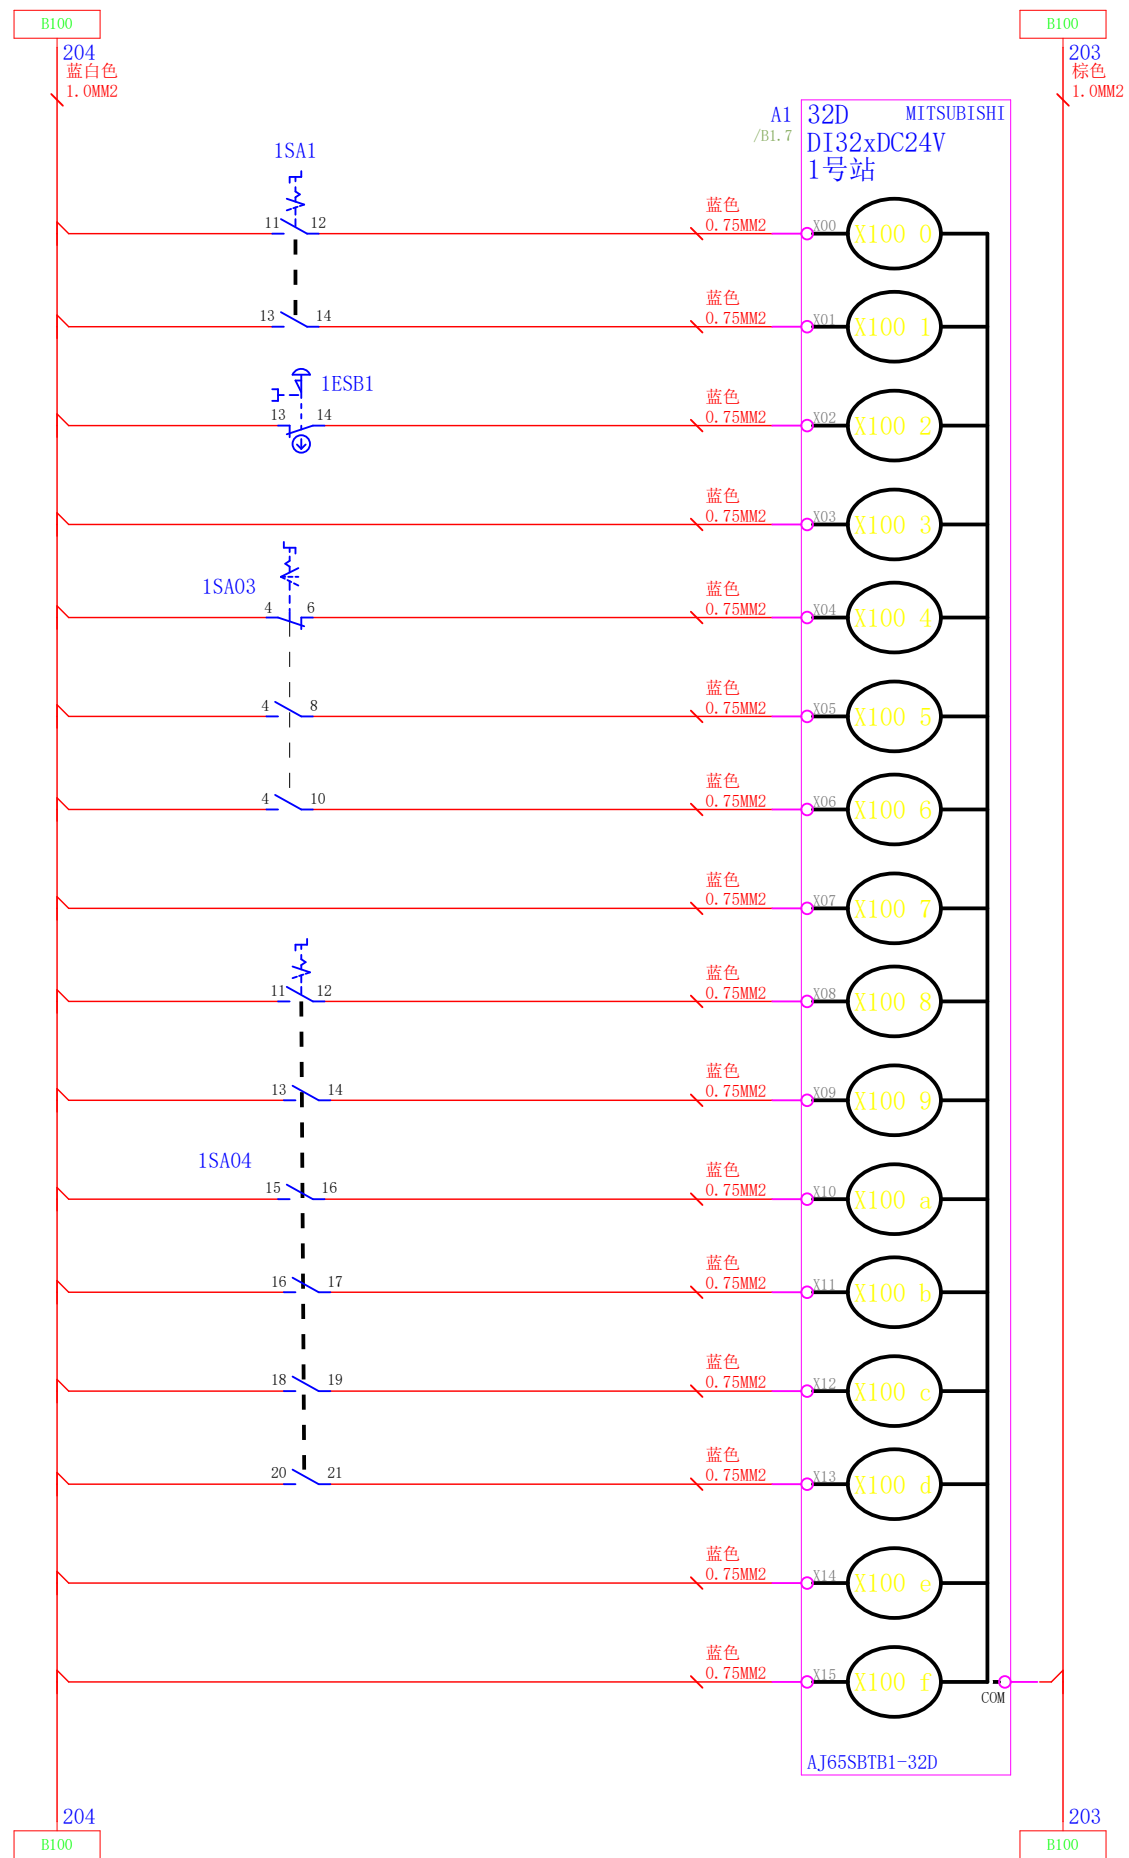 B100
B100
204
203
蓝白色
棕色
1.0MM2
1.0MM2
A1
32D
MITSUBISHI
/B1.7
DI32xDC24V
1号站
1SA1
蓝色
11
12
0.75MM2
X00
X100 0
蓝色
13
14
0.75MM2
X01
X100 1
1ESB1
蓝色
13
14
0.75MM2
X02
X100 2
蓝色
0.75MM2
X03
X100 3
1SA03
蓝色
4
6
0.75MM2
X04
X100 4
蓝色
4
8
0.75MM2
X05
X100 5
蓝色
4
10
0.75MM2
X06
X100 6
蓝色
0.75MM2
X07
X100 7
蓝色
11
12
0.75MM2
X08
X100 8
蓝色
13
14
0.75MM2
X09
X100 9
1SA04
蓝色
15
16
0.75MM2
X10
X100 a
蓝色
16
17
0.75MM2
X11
X100 b
蓝色
18
19
0.75MM2
X12
X100 c
蓝色
20
21
0.75MM2
X13
X100 d
蓝色
0.75MM2
X14
X100 e
蓝色
0.75MM2
X15
X100 f
COM
AJ65SBTB1-32D
204
203
B100
B100